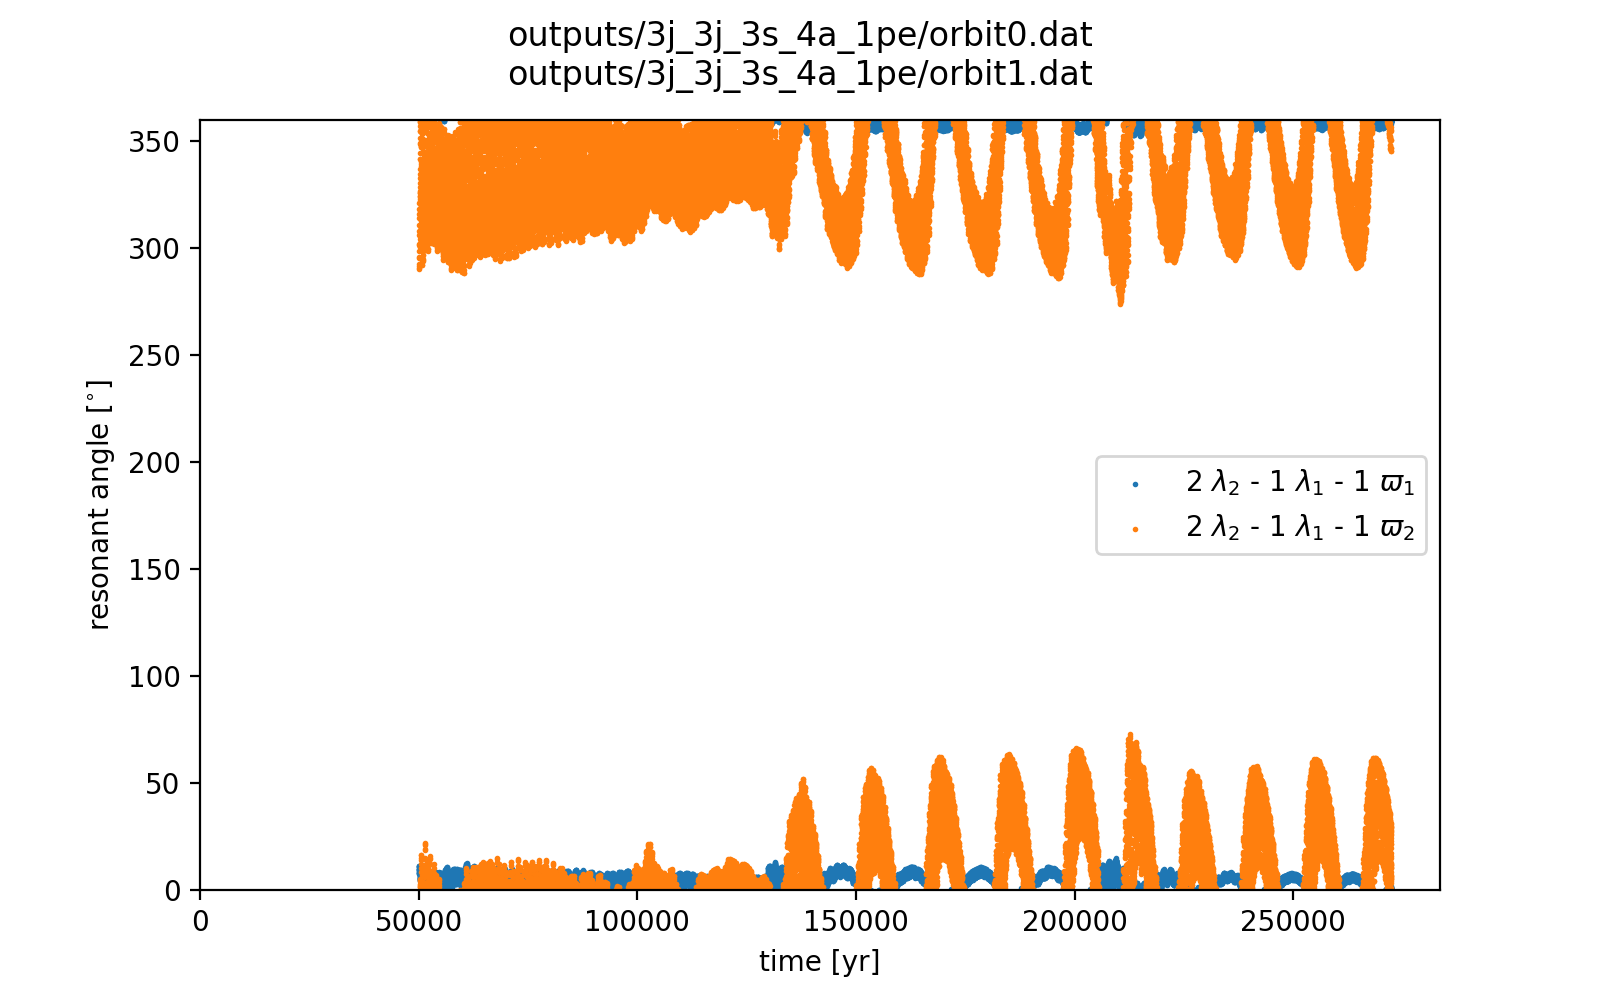 outputs/3j_3j_3s_4a_1pe/orbit0.dat
outputs/3j_3j_3s_4a_1pe/orbit1.dat
350
300
250
200
150
100
50
0
resonant angle [°]
2 λ₂ - 1 λ₁ - 1 ϖ₁
2 λ₂ - 1 λ₁ - 1 ϖ₂
0
50000
100000
150000
200000
250000
time [yr]